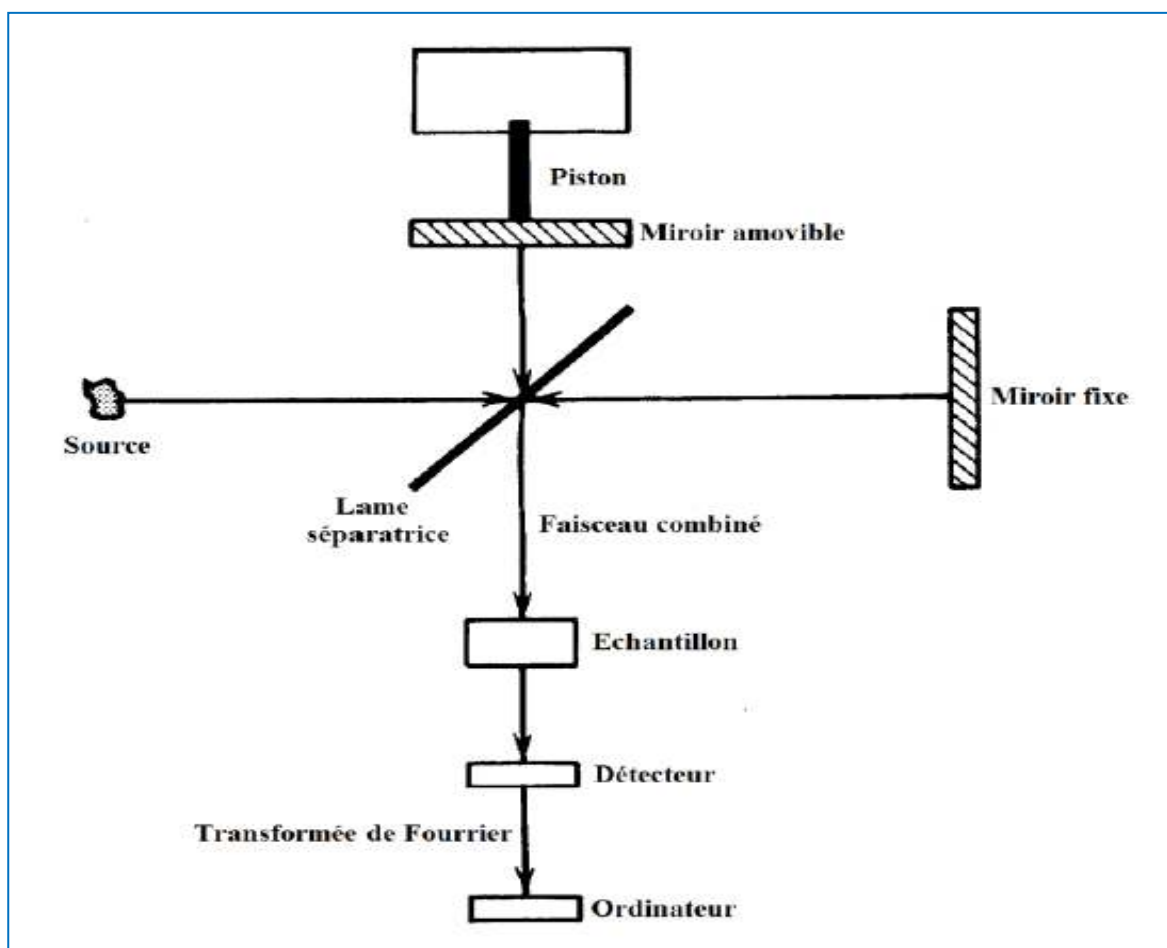 Piston
Miroir amovible
Miroir fixe
Source
Lame
séparatrice
Faisceau combiné
Echantillon
Détecteur
Transformée de Fourrier
Ordinateur